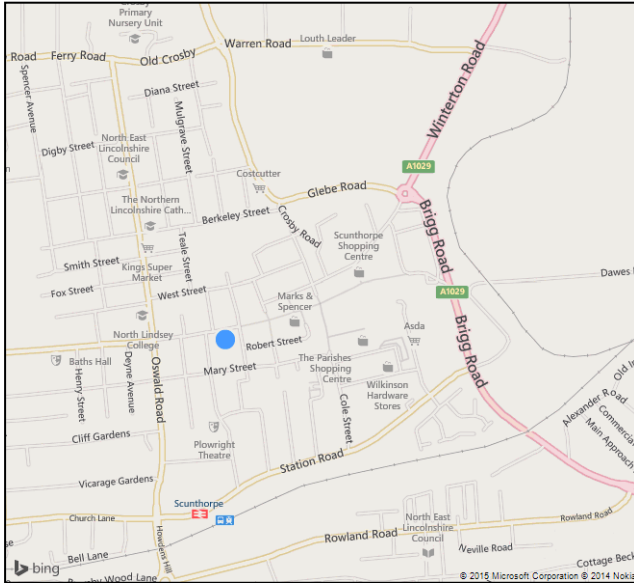 Primary
Nursery Unit
Road
Ferry Road
Old Crosby
Warren Road
Louth Leader
Winterton Road
Spencer Avenue
Diana Street
Mulgrave Street
Digby Street
North East
Lincolnshire
Council
A1029
Costcutter
Glebe Road
The Northern
Lincolnshire Cath...
Berkeley Street
Crosby Road
Brigg Road
Teale Street
Scunthorpe
Shopping
Centre
Smith Street
Kings Super
Market
Dawes
Fox Street
West Street
Marks &
Spencer
A1029
North Lindsey
College
Asda
Brigg Road
Robert Street
Baths Hall
Deyne Avenue
Oswald Road
Mary Street
The Parishes
Shopping
Centre
Henry Street
Wilkinson
Hardware
Stores
Cole Street
Alexander Road
Cliff Gardens
Plowright
Theatre
Main Approach
Station Road
Vicarage Gardens
Scunthorpe
Church Lane
Howdens Hill
North East
Lincolnshire
Council
Rowland Road
Rowland Road
Neville Road
Bell Lane
bing
Wood Lane
Cottage Beck
© 2015 Microsoft Corporation © 2014 Nokia